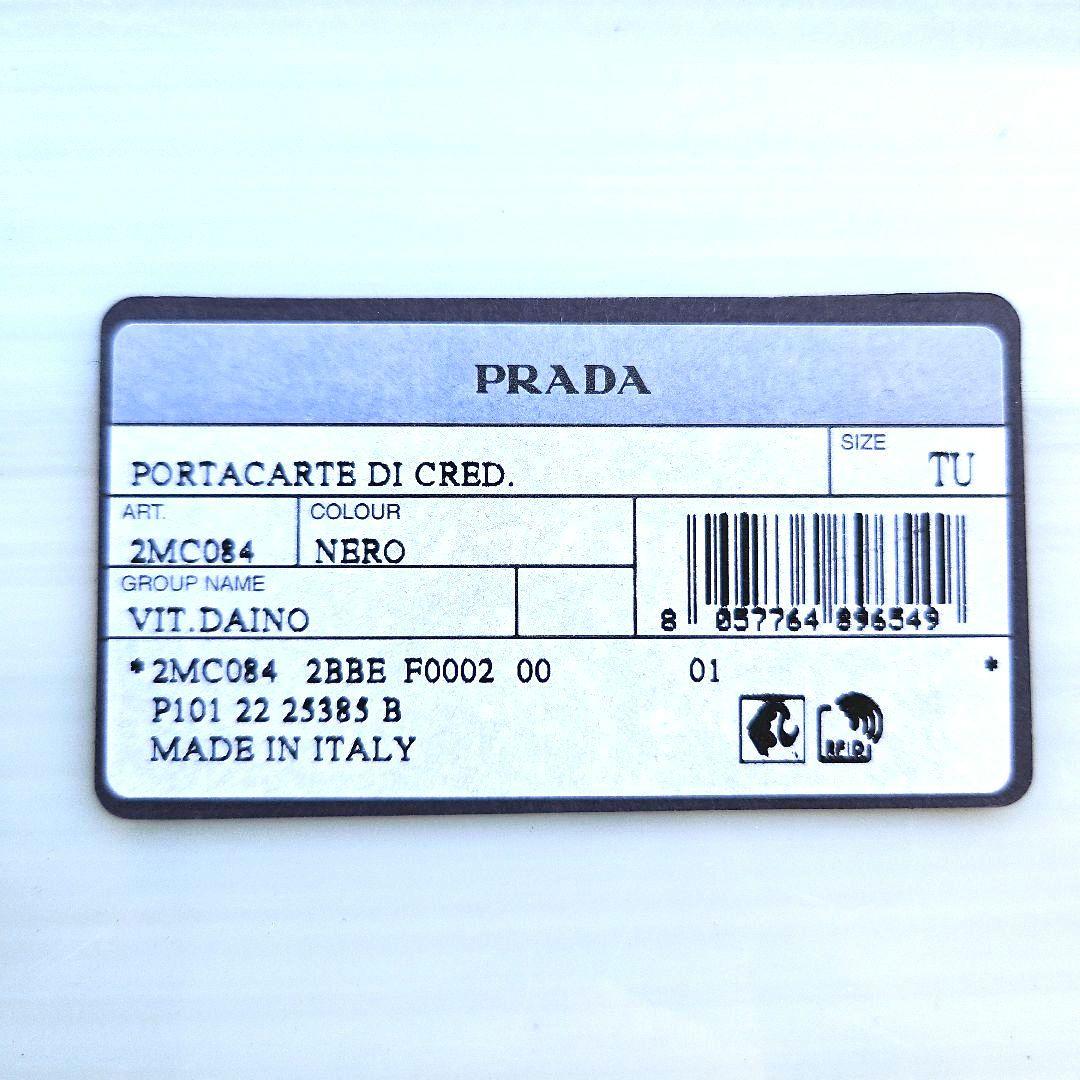 PRADA
PORTACARTE DI CRED.
SIZE
TU
ART.
2MC084
COLOUR
NERO
GROUP NAME
VIT.DAINO
8 057764 896549
*2MC084 2BBE F0002 00 01 *
P101 22 25385 B
MADE IN ITALY
RFID